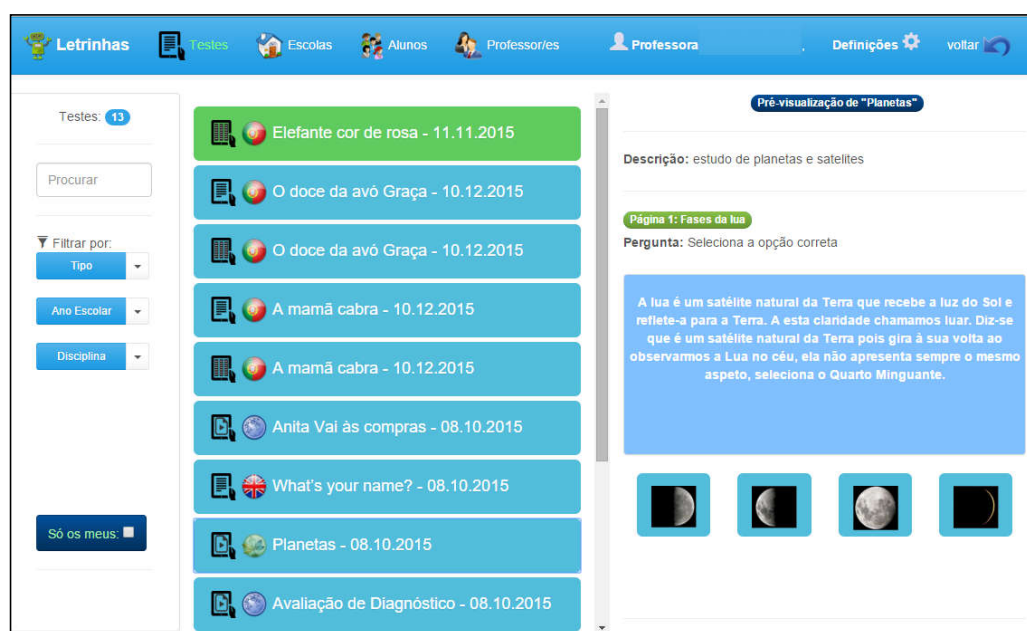 Letrinhas Testes Escolas Alunos Professor/es Professora . Definições voltar
Testes: 13
Procurar
Filtrar por:
Tipo
Ano Escolar
Disciplina
Só os meus:
Elefante cor de rosa - 11.11.2015
O doce da avó Graça - 10.12.2015
O doce da avó Graça - 10.12.2015
A mamã cabra - 10.12.2015
A mamã cabra - 10.12.2015
Anita Vai às compras - 08.10.2015
What's your name? - 08.10.2015
Planetas - 08.10.2015
Avaliação de Diagnóstico - 08.10.2015
Pré-visualização de "Planetas"
Descrição: estudo de planetas e satelites
Página 1: Fases da lua
Pergunta: Seleciona a opção correta
A lua é um satélite natural da Terra que recebe a luz do Sol e
reflete-a para a Terra. A esta claridade chamamos luar. Diz-se
que é um satélite natural da Terra pois gira à sua volta ao
observarmos a Lua no céu, ela não apresenta sempre o mesmo
aspeto, seleciona o Quarto Minguante.